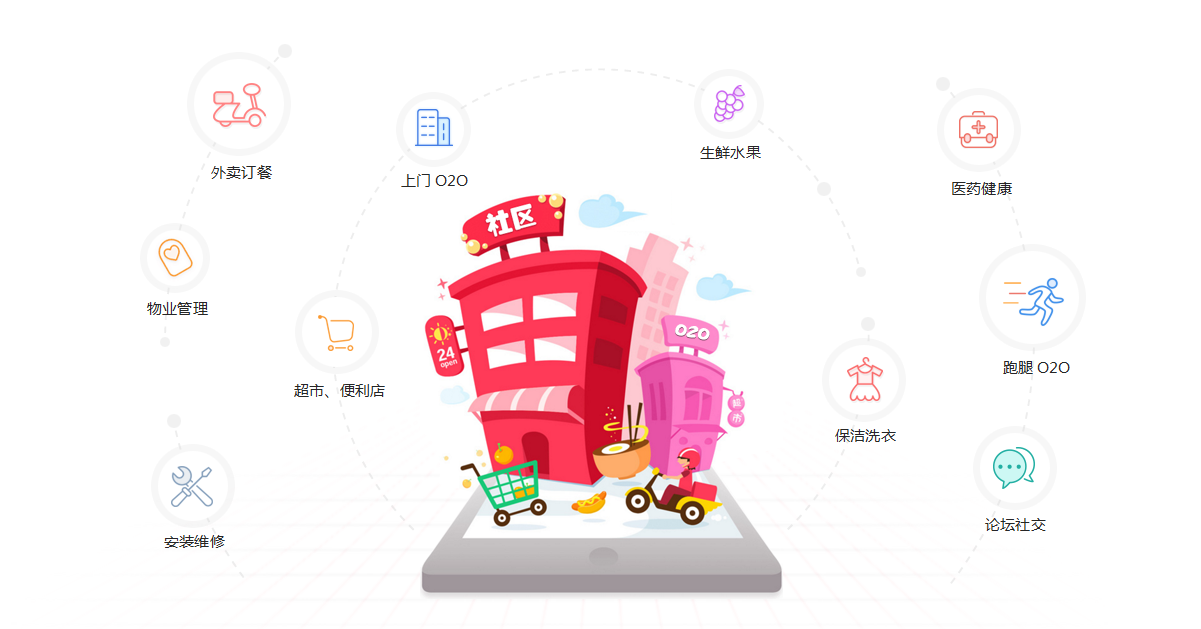 外卖订餐
上门 O2O
生鲜水果
医药健康
社区
物业管理
O2O
24
open
超市
跑腿 O2O
超市、便利店
保洁洗衣
论坛社交
安装维修